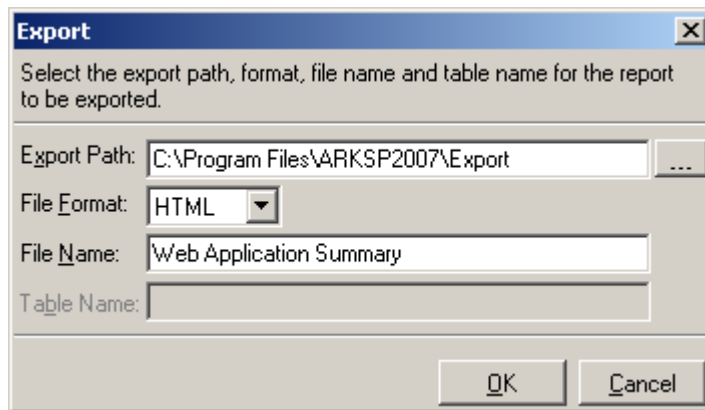 Export
Select the export path, format, file name and table name for the report
to be exported.
Export Path: C:\Program Files\ARKSP2007\Export ...
File Format: HTML
File Name: Web Application Summary
Table Name:
OK Cancel